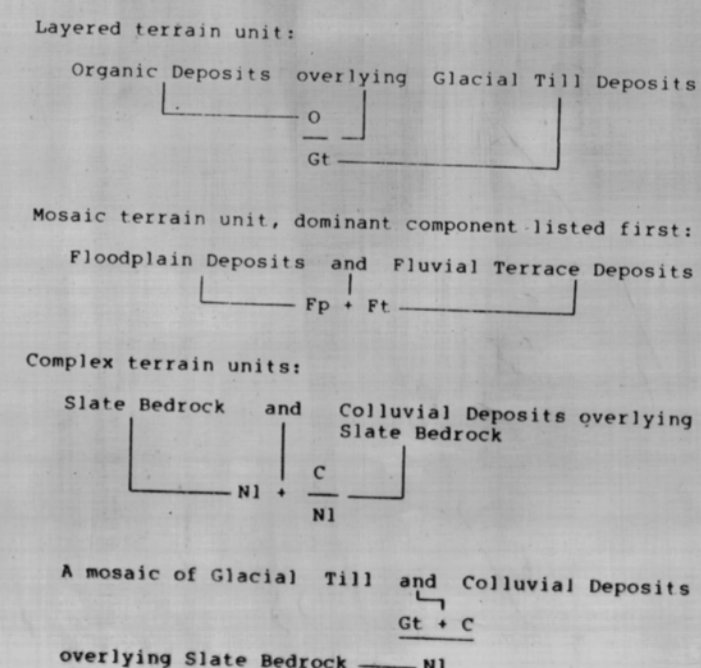 Layered terrain unit:
Organic Deposits overlying Glacial Till Deposits
O
Gt
Mosaic terrain unit, dominant component listed first:
Floodplain Deposits and Fluvial Terrace Deposits
Fp + Ft
Complex terrain units:
Slate Bedrock and Colluvial Deposits overlying
Slate Bedrock
C
Nl +
Nl
A mosaic of Glacial Till and Colluvial Deposits
Gt + C
overlying Slate Bedrock Nl